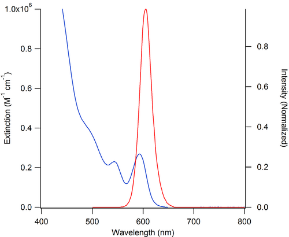 1.0x10⁶
0.8
0.6
0.4
0.2
0.0
Extinction (M⁻¹ cm⁻¹)
0.8
0.6
0.4
0.2
0.0
Intensity (Normalized)
400 500 600 700 800
Wavelength (nm)